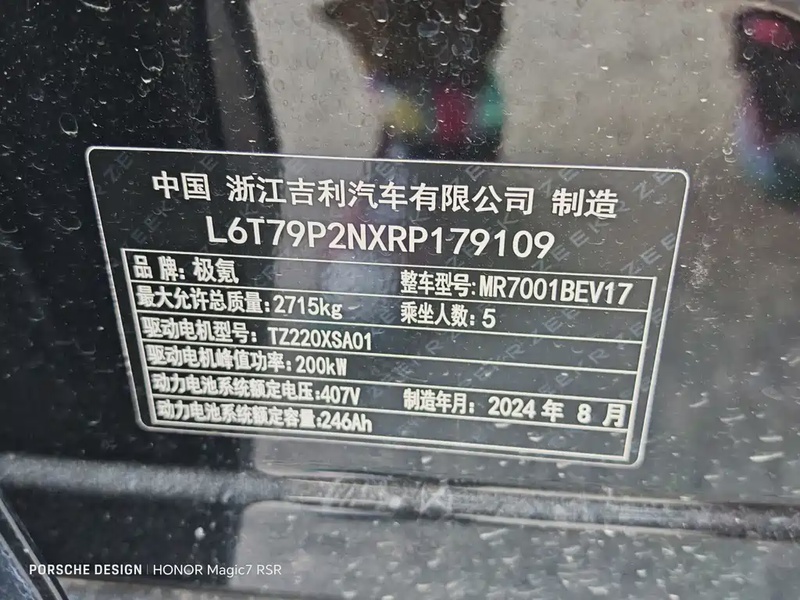 中国 浙江吉利汽车有限公司 制造
L6T79P2NXRP179109
品牌:极氪 整车型号:MR7001BEV17
最大允许总质量:2715kg 乘坐人数:5
驱动电机型号:TZ220XSA01
驱动电机峰值功率:200kW
动力电池系统额定电压:407V 制造年月:2024年 8 月
动力电池系统额定容量:246Ah
PORSCHE DESIGN | HONOR Magic7 RSR